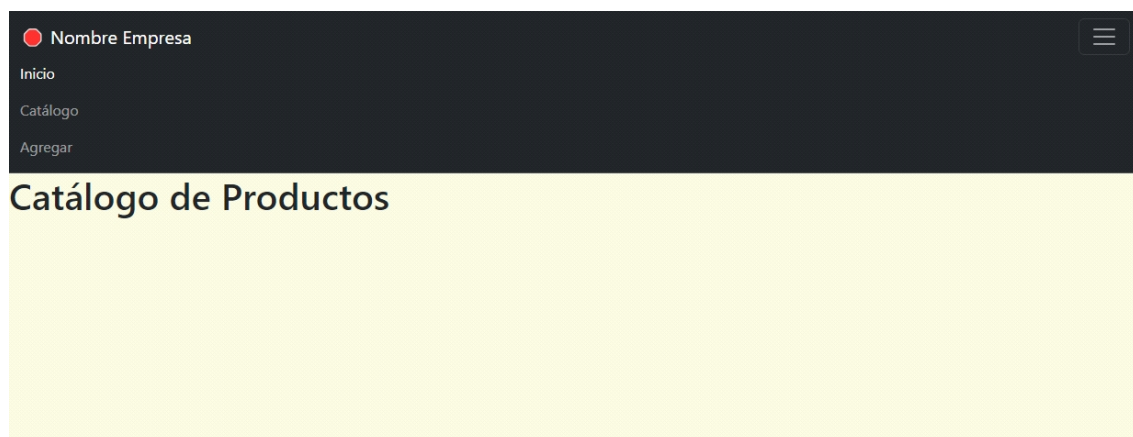 Nombre Empresa
Inicio
Catálogo
Agregar
Catálogo de Productos